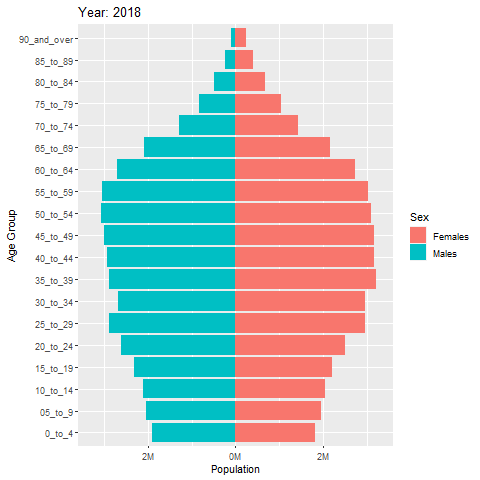 Year: 2018
90_and_over
85_to_89
80_to_84
75_to_79
70_to_74
65_to_69
60_to_64
55_to_59
50_to_54
45_to_49
40_to_44
35_to_39
30_to_34
25_to_29
20_to_24
15_to_19
10_to_14
05_to_9
0_to_4
Age Group
2M 0M 2M
Population
Sex
Females
Males